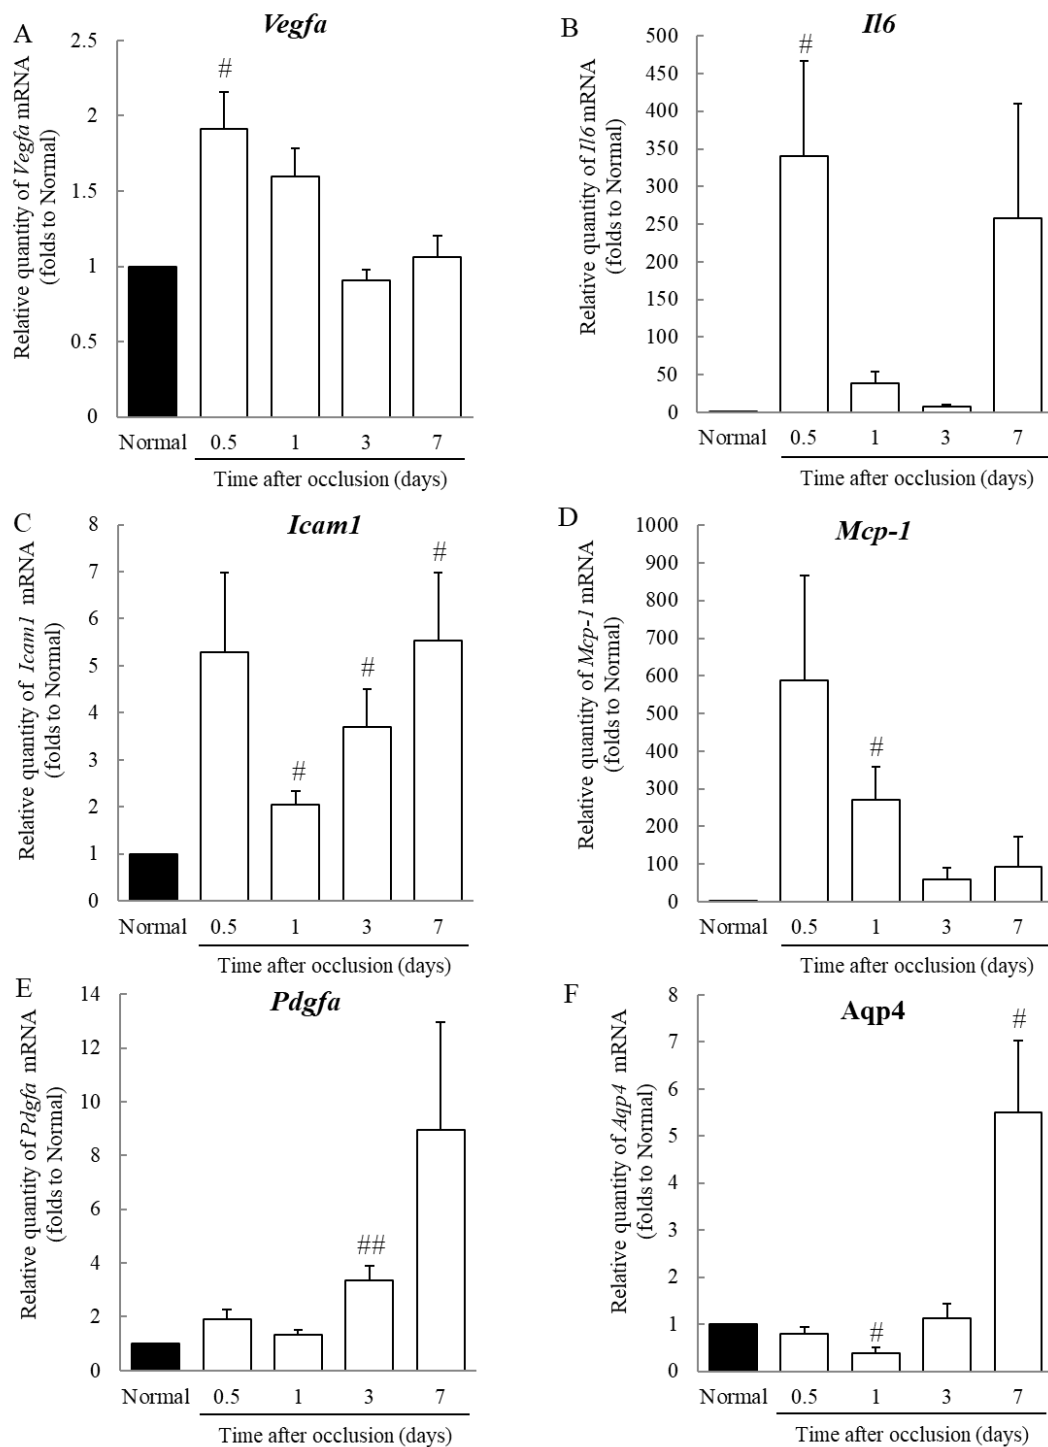 A
Vegfa
Relative quantity of Vegfa mRNA
(folds to Normal)
2.5
2
1.5
1
0.5
0
#
Normal 0.5 1 3 7
Time after occlusion (days)
B
Il6
Relative quantity of Il6 mRNA
(folds to Normal)
500
450
400
350
300
250
200
150
100
50
0
#
Normal 0.5 1 3 7
Time after occlusion (days)
C
Icam1
Relative quantity of Icam1 mRNA
(folds to Normal)
8
7
6
5
4
3
2
1
0
# # #
Normal 0.5 1 3 7
Time after occlusion (days)
D
Mcp-1
Relative quantity of Mcp-1 mRNA
(folds to Normal)
1000
900
800
700
600
500
400
300
200
100
0
#
Normal 0.5 1 3 7
Time after occlusion (days)
E
Pdgfa
Relative quantity of Pdgfa mRNA
(folds to Normal)
14
12
10
8
6
4
2
0
##
Normal 0.5 1 3 7
Time after occlusion (days)
F
Aqp4
Relative quantity of Aqp4 mRNA
(folds to Normal)
8
7
6
5
4
3
2
1
0
# #
Normal 0.5 1 3 7
Time after occlusion (days)